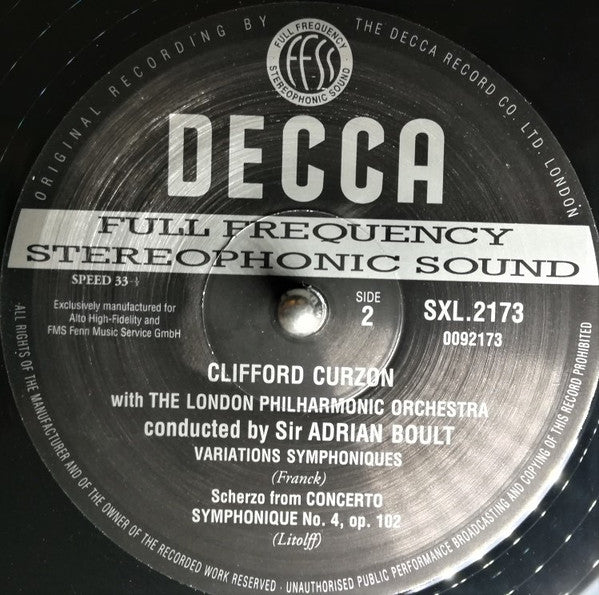 ORIGINAL RECORDING BY THE DECCA RECORD CO. LTD. LONDON
FULL FREQUENCY
FFSS
STEREOPHONIC SOUND
DECCA
FULL FREQUENCY
STEREOPHONIC SOUND
SPEED 33⅓
Exclusively manufactured for
Alto High-Fidelity and
FMS Fenn Music Service GmbH
SIDE
2
SXL.2173
0092173
CLIFFORD CURZON
with THE LONDON PHILHARMONIC ORCHESTRA
conducted by Sir ADRIAN BOULT
VARIATIONS SYMPHONIQUES
(Franck)
Scherzo from CONCERTO
SYMPHONIQUE No. 4, op. 102
(Litolff)
ALL RIGHTS OF THE MANUFACTURER AND OF THE OWNER OF THE RECORDED WORK RESERVED · UNAUTHORISED PUBLIC PERFORMANCE BROADCASTING AND COPYING OF THIS RECORD PROHIBITED